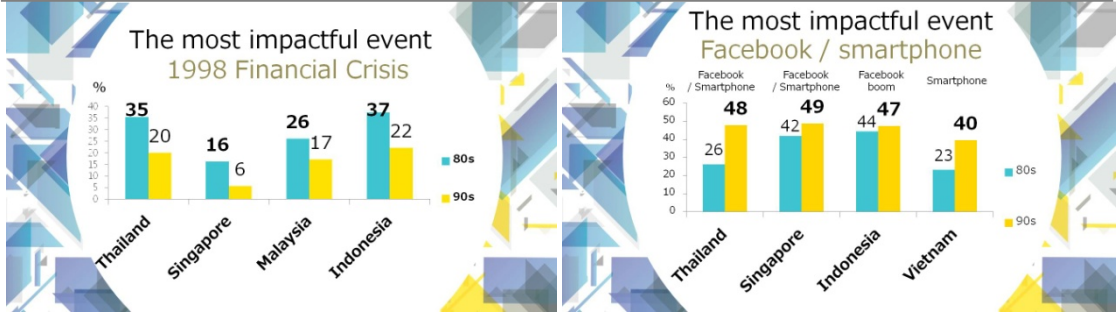 The most impactful event
1998 Financial Crisis
%
40
35
30
25
20
15
10
5
0
35
20
16
6
26
17
37
22
Thailand
Singapore
Malaysia
Indonesia
80s
90s
The most impactful event
Facebook / smartphone
%
Facebook
/ Smartphone
Facebook
/ Smartphone
Facebook
boom
Smartphone
60
50
40
30
20
10
0
26
48
42
49
44
47
23
40
Thailand
Singapore
Indonesia
Vietnam
80s
90s